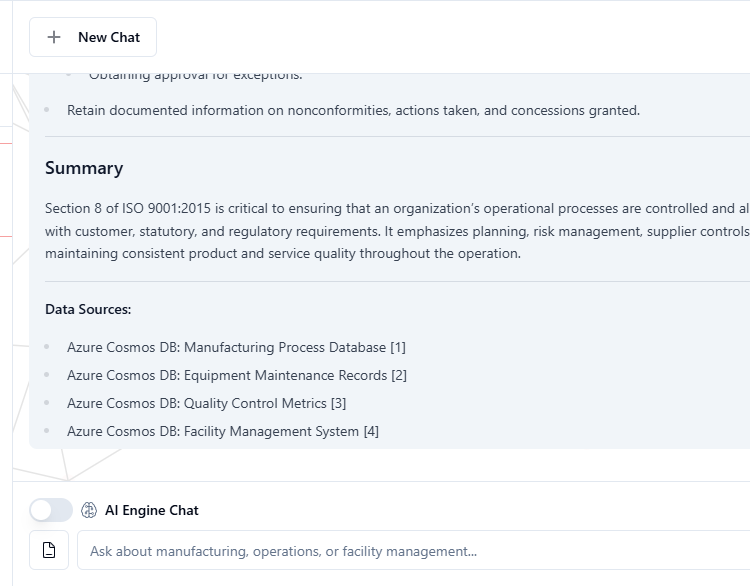 New Chat
Obtaining approval for exceptions.
Retain documented information on nonconformities, actions taken, and concessions granted.
Summary
Section 8 of ISO 9001:2015 is critical to ensuring that an organization's operational processes are controlled and al
with customer, statutory, and regulatory requirements. It emphasizes planning, risk management, supplier controls
maintaining consistent product and service quality throughout the operation.
Data Sources:
Azure Cosmos DB: Manufacturing Process Database [1]
Azure Cosmos DB: Equipment Maintenance Records [2]
Azure Cosmos DB: Quality Control Metrics [3]
Azure Cosmos DB: Facility Management System [4]
AI Engine Chat
Ask about manufacturing, operations, or facility management...